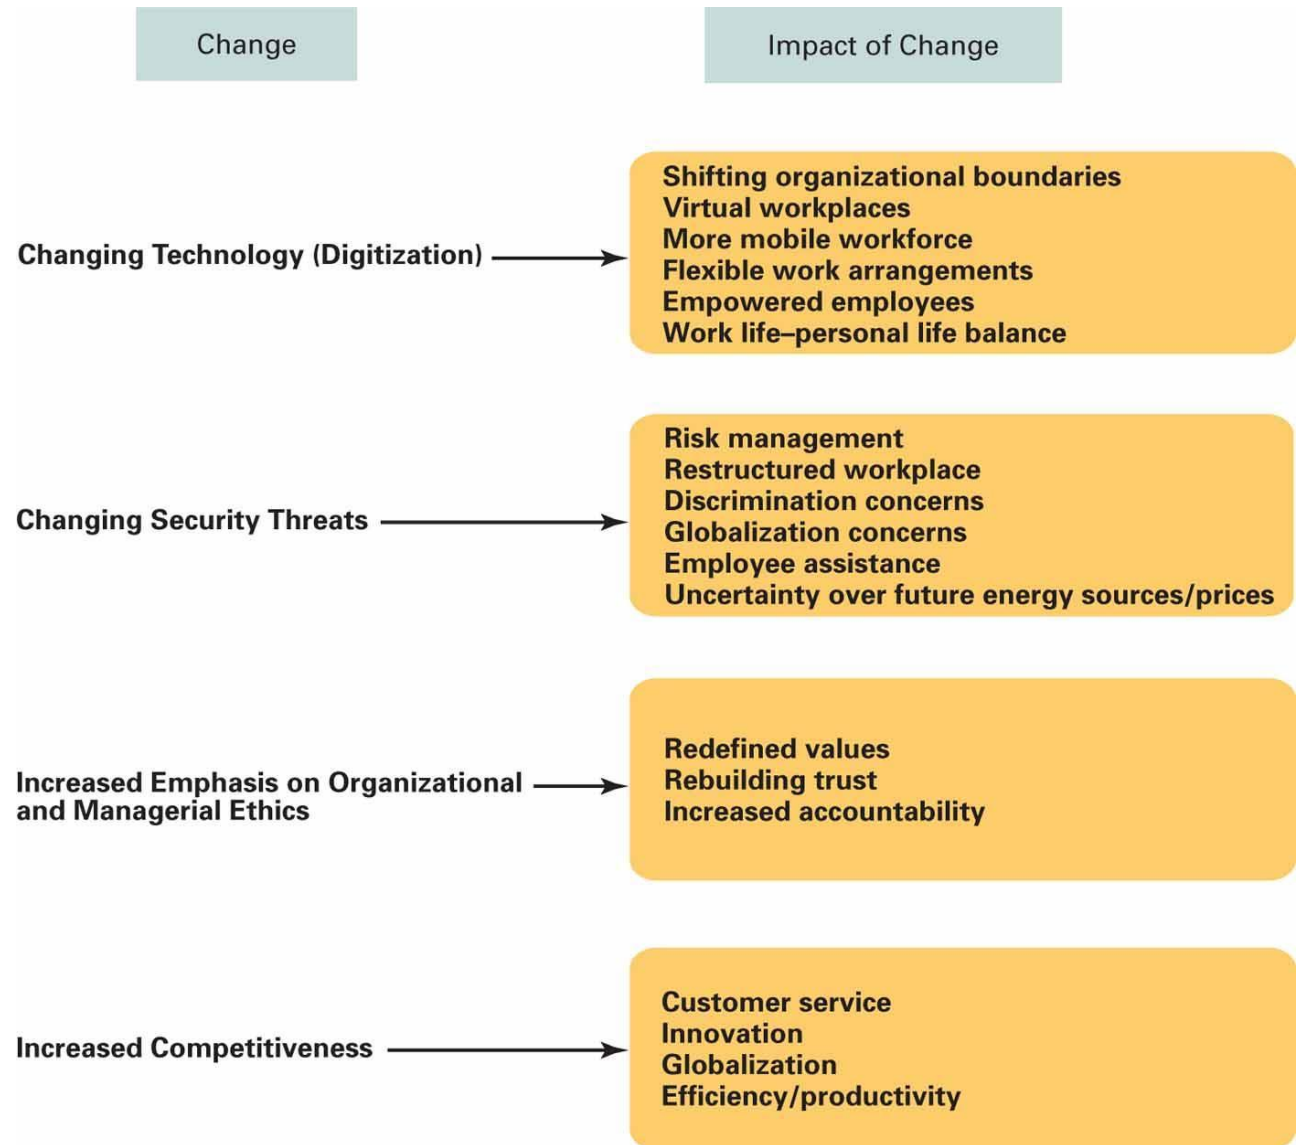 Change
Impact of Change
Changing Technology (Digitization)
Shifting organizational boundaries
Virtual workplaces
More mobile workforce
Flexible work arrangements
Empowered employees
Work life–personal life balance
Changing Security Threats
Risk management
Restructured workplace
Discrimination concerns
Globalization concerns
Employee assistance
Uncertainty over future energy sources/prices
Increased Emphasis on Organizational
and Managerial Ethics
Redefined values
Rebuilding trust
Increased accountability
Increased Competitiveness
Customer service
Innovation
Globalization
Efficiency/productivity